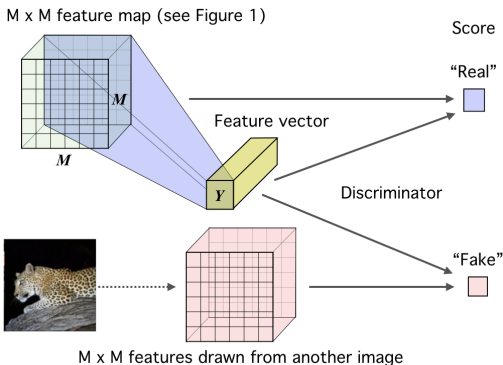 M x M feature map (see Figure 1)
Score
"Real"
M
M
Feature vector
Y
Discriminator
"Fake"
M x M features drawn from another image